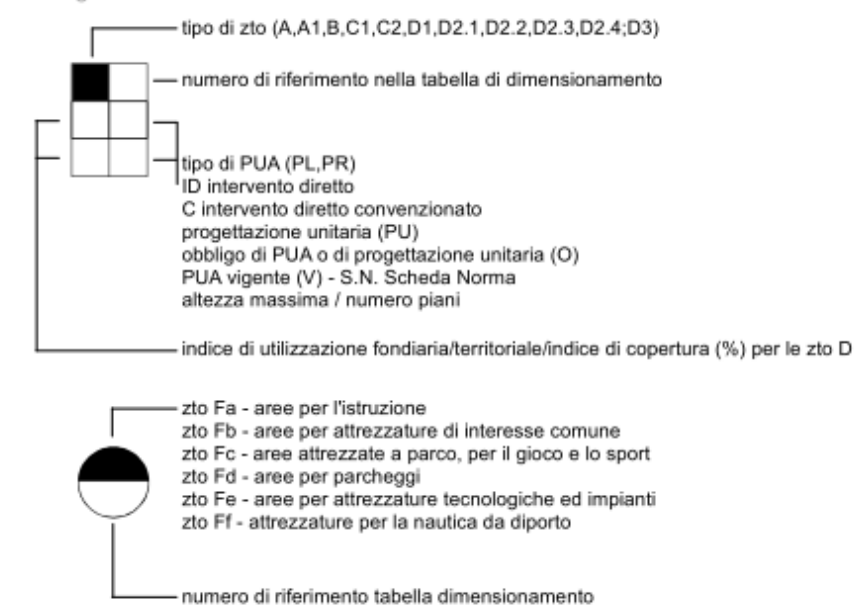 tipo di zto (A,A1,B,C1,C2,D1,D2.1,D2.2,D2.3,D2.4;D3)
numero di riferimento nella tabella di dimensionamento
tipo di PUA (PL,PR)
ID intervento diretto
C intervento diretto convenzionato
progettazione unitaria (PU)
obbligo di PUA o di progettazione unitaria (O)
PUA vigente (V) - S.N. Scheda Norma
altezza massima / numero piani
indice di utilizzazione fondiaria/territoriale/indice di copertura (%) per le zto D
zto Fa - aree per l'istruzione
zto Fb - aree per attrezzature di interesse comune
zto Fc - aree attrezzate a parco, per il gioco e lo sport
zto Fd - aree per parcheggi
zto Fe - aree per attrezzature tecnologiche ed impianti
zto Ff - attrezzature per la nautica da diporto
numero di riferimento tabella dimensionamento